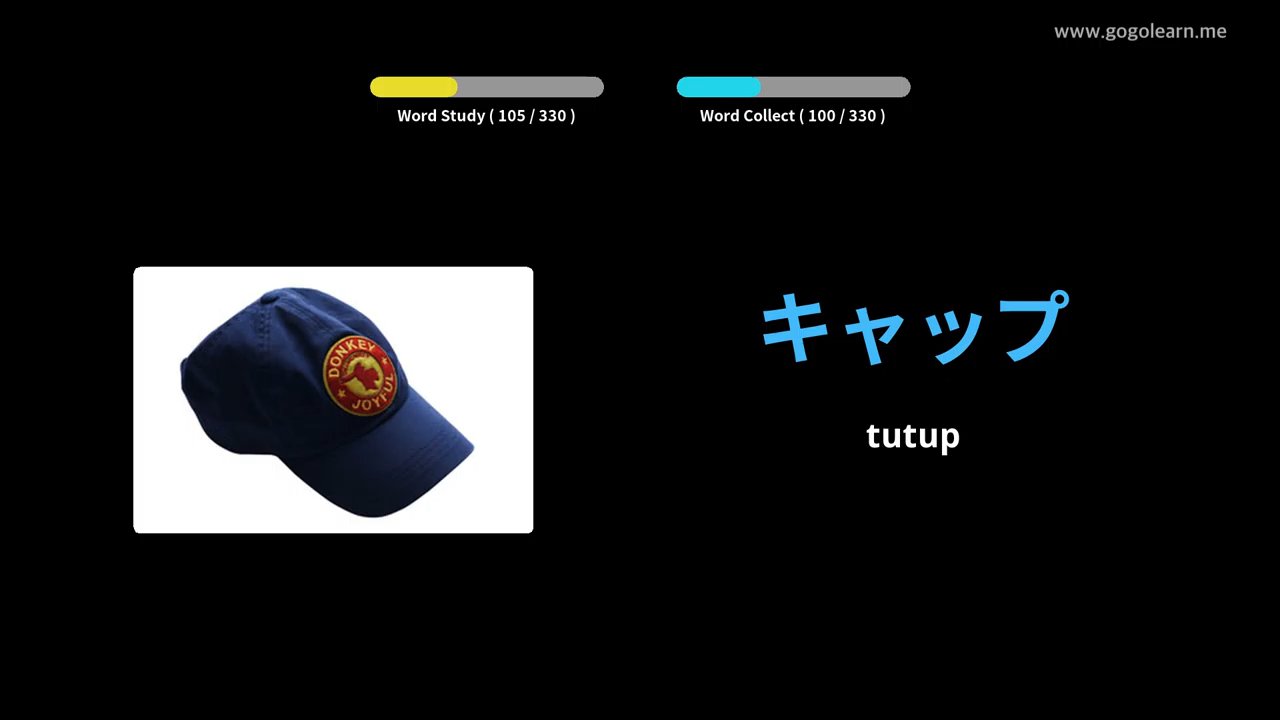 www.gogolearn.me
Word Study ( 105 / 330 )
Word Collect ( 100 / 330 )
DONKEY
JOYFUL
キャップ
tutup